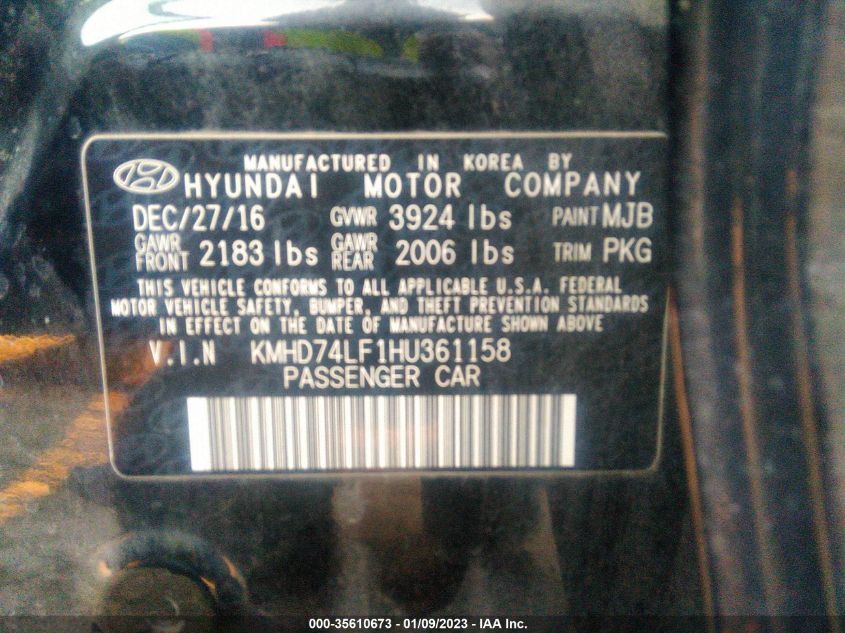 MANUFACTURED IN KOREA BY
HYUNDAI MOTOR COMPANY
DEC/27/16 GVWR 3924 lbs PAINT MJB
GAWR FRONT 2183 lbs GAWR REAR 2006 lbs TRIM PKG
THIS VEHICLE CONFORMS TO ALL APPLICABLE U.S.A. FEDERAL
MOTOR VEHICLE SAFETY, BUMPER, AND THEFT PREVENTION STANDARDS
IN EFFECT ON THE DATE OF MANUFACTURE SHOWN ABOVE
V.I.N KMHD74LF1HU361158
PASSENGER CAR
000-35610673 - 01/09/2023 - IAA Inc.